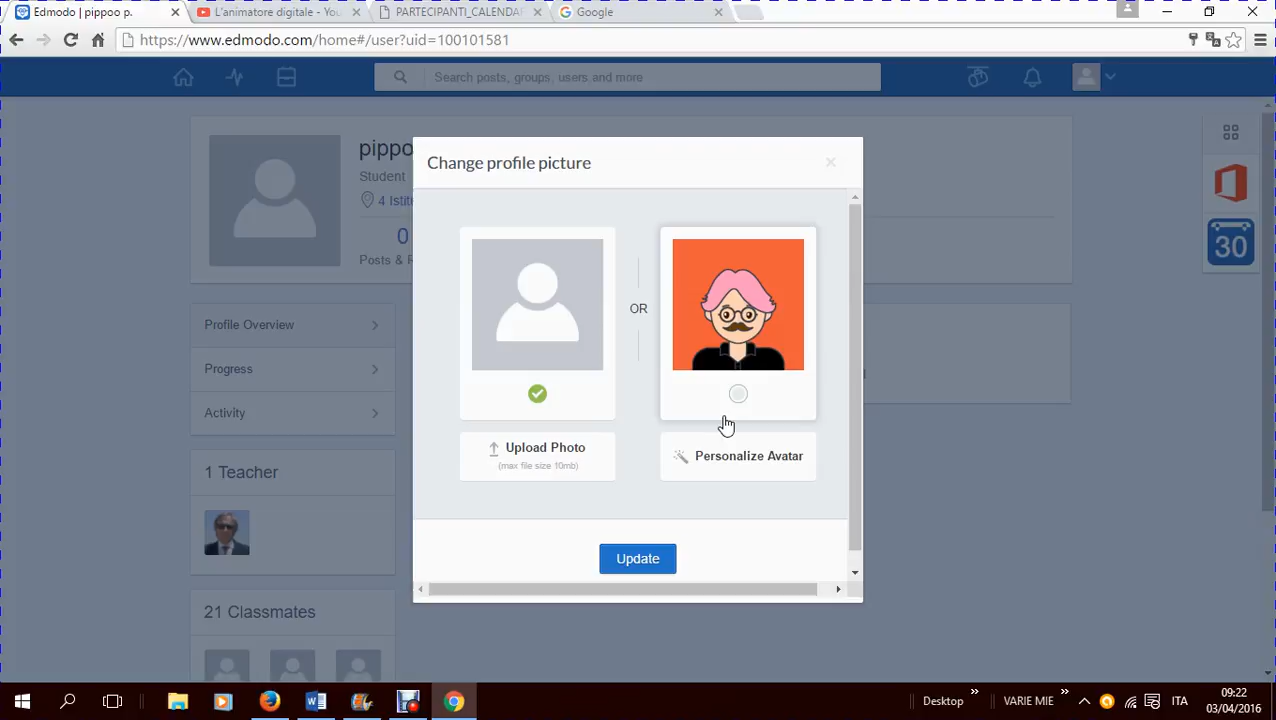 Edmodo | pippoo p.
L'animatore digitale - You
PARTECIPANTI_CALENDA
Google
https://www.edmodo.com/home#/user?uid=100101581
Search posts, groups, users and more
pippo
Student
4 Istit
0
Posts & R
30
Change profile picture
OR
Upload Photo
(max file size 10mb)
Personalize Avatar
Update
Profile Overview
Progress
Activity
1 Teacher
21 Classmates
Desktop
VARIE MIE
ITA
09:22
03/04/2016